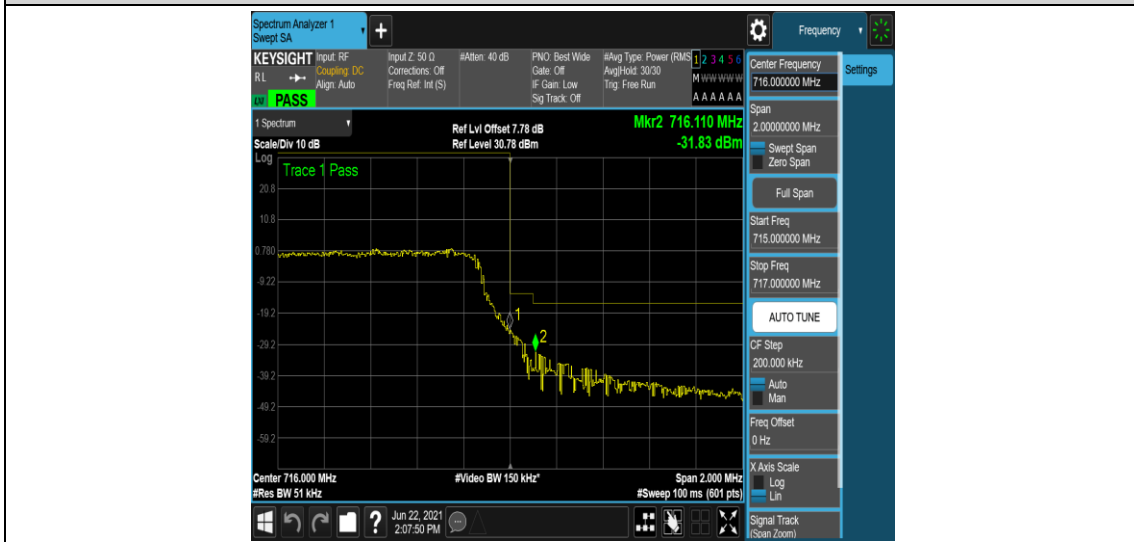 Spectrum Analyzer 1
Swept SA
+
Frequency
KEYSIGHT
RL
PASS
Input: RF
Coupling: DC
Align: Auto
Input Z: 50 Ω
Corrections: Off
Freq Ref: Int (S)
#Atten: 40 dB
PNO: Best Wide
Gate: Off
IF Gain: Low
Sig Track: Off
#Avg Type: Power (RMS
Avg|Hold: 30/30
Trig: Free Run
1 2 3 4 5 6
M W W W W W
A A A A A A
1 Spectrum
Scale/Div 10 dB
Ref Lvl Offset 7.78 dB
Ref Level 30.78 dBm
Mkr2 716.110 MHz
-31.83 dBm
Log
Trace 1 Pass
20.8
10.8
0.780
-9.22
-19.2
-29.2
-39.2
-49.2
-59.2
1
2
Center 716.000 MHz
#Video BW 150 kHz*
Span 2.000 MHz
#Res BW 51 kHz
#Sweep 100 ms (601 pts)
?
Jun 22, 2021
2:07:50 PM
Center Frequency
716.000000 MHz
Settings
Span
2.00000000 MHz
Swept Span
Zero Span
Full Span
Start Freq
715.000000 MHz
Stop Freq
717.000000 MHz
AUTO TUNE
CF Step
200.000 kHz
Auto
Man
Freq Offset
0 Hz
X Axis Scale
Log
Lin
Signal Track
(Span Zoom)